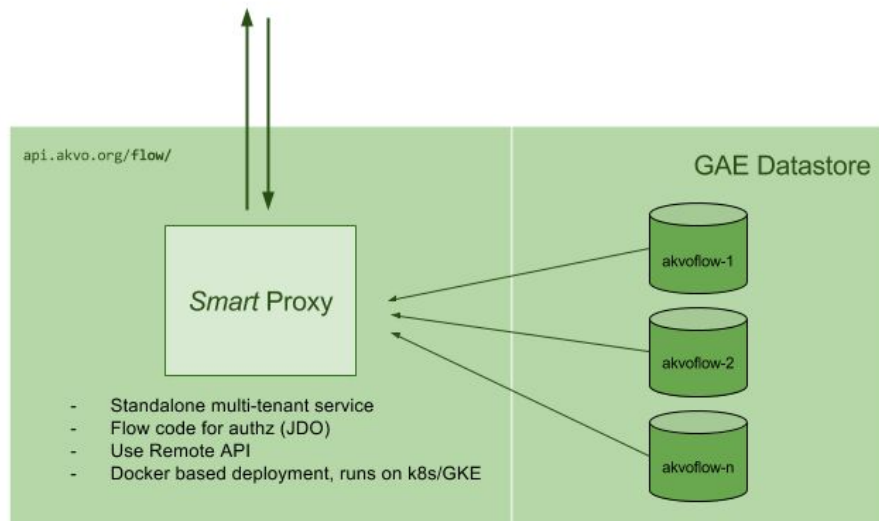 api.akvo.org/flow/
GAE Datastore
Smart Proxy
akvoflow-1
akvoflow-2
akvoflow-n
- Standalone multi-tenant service
- Flow code for authz (JDO)
- Use Remote API
- Docker based deployment, runs on k8s/GKE